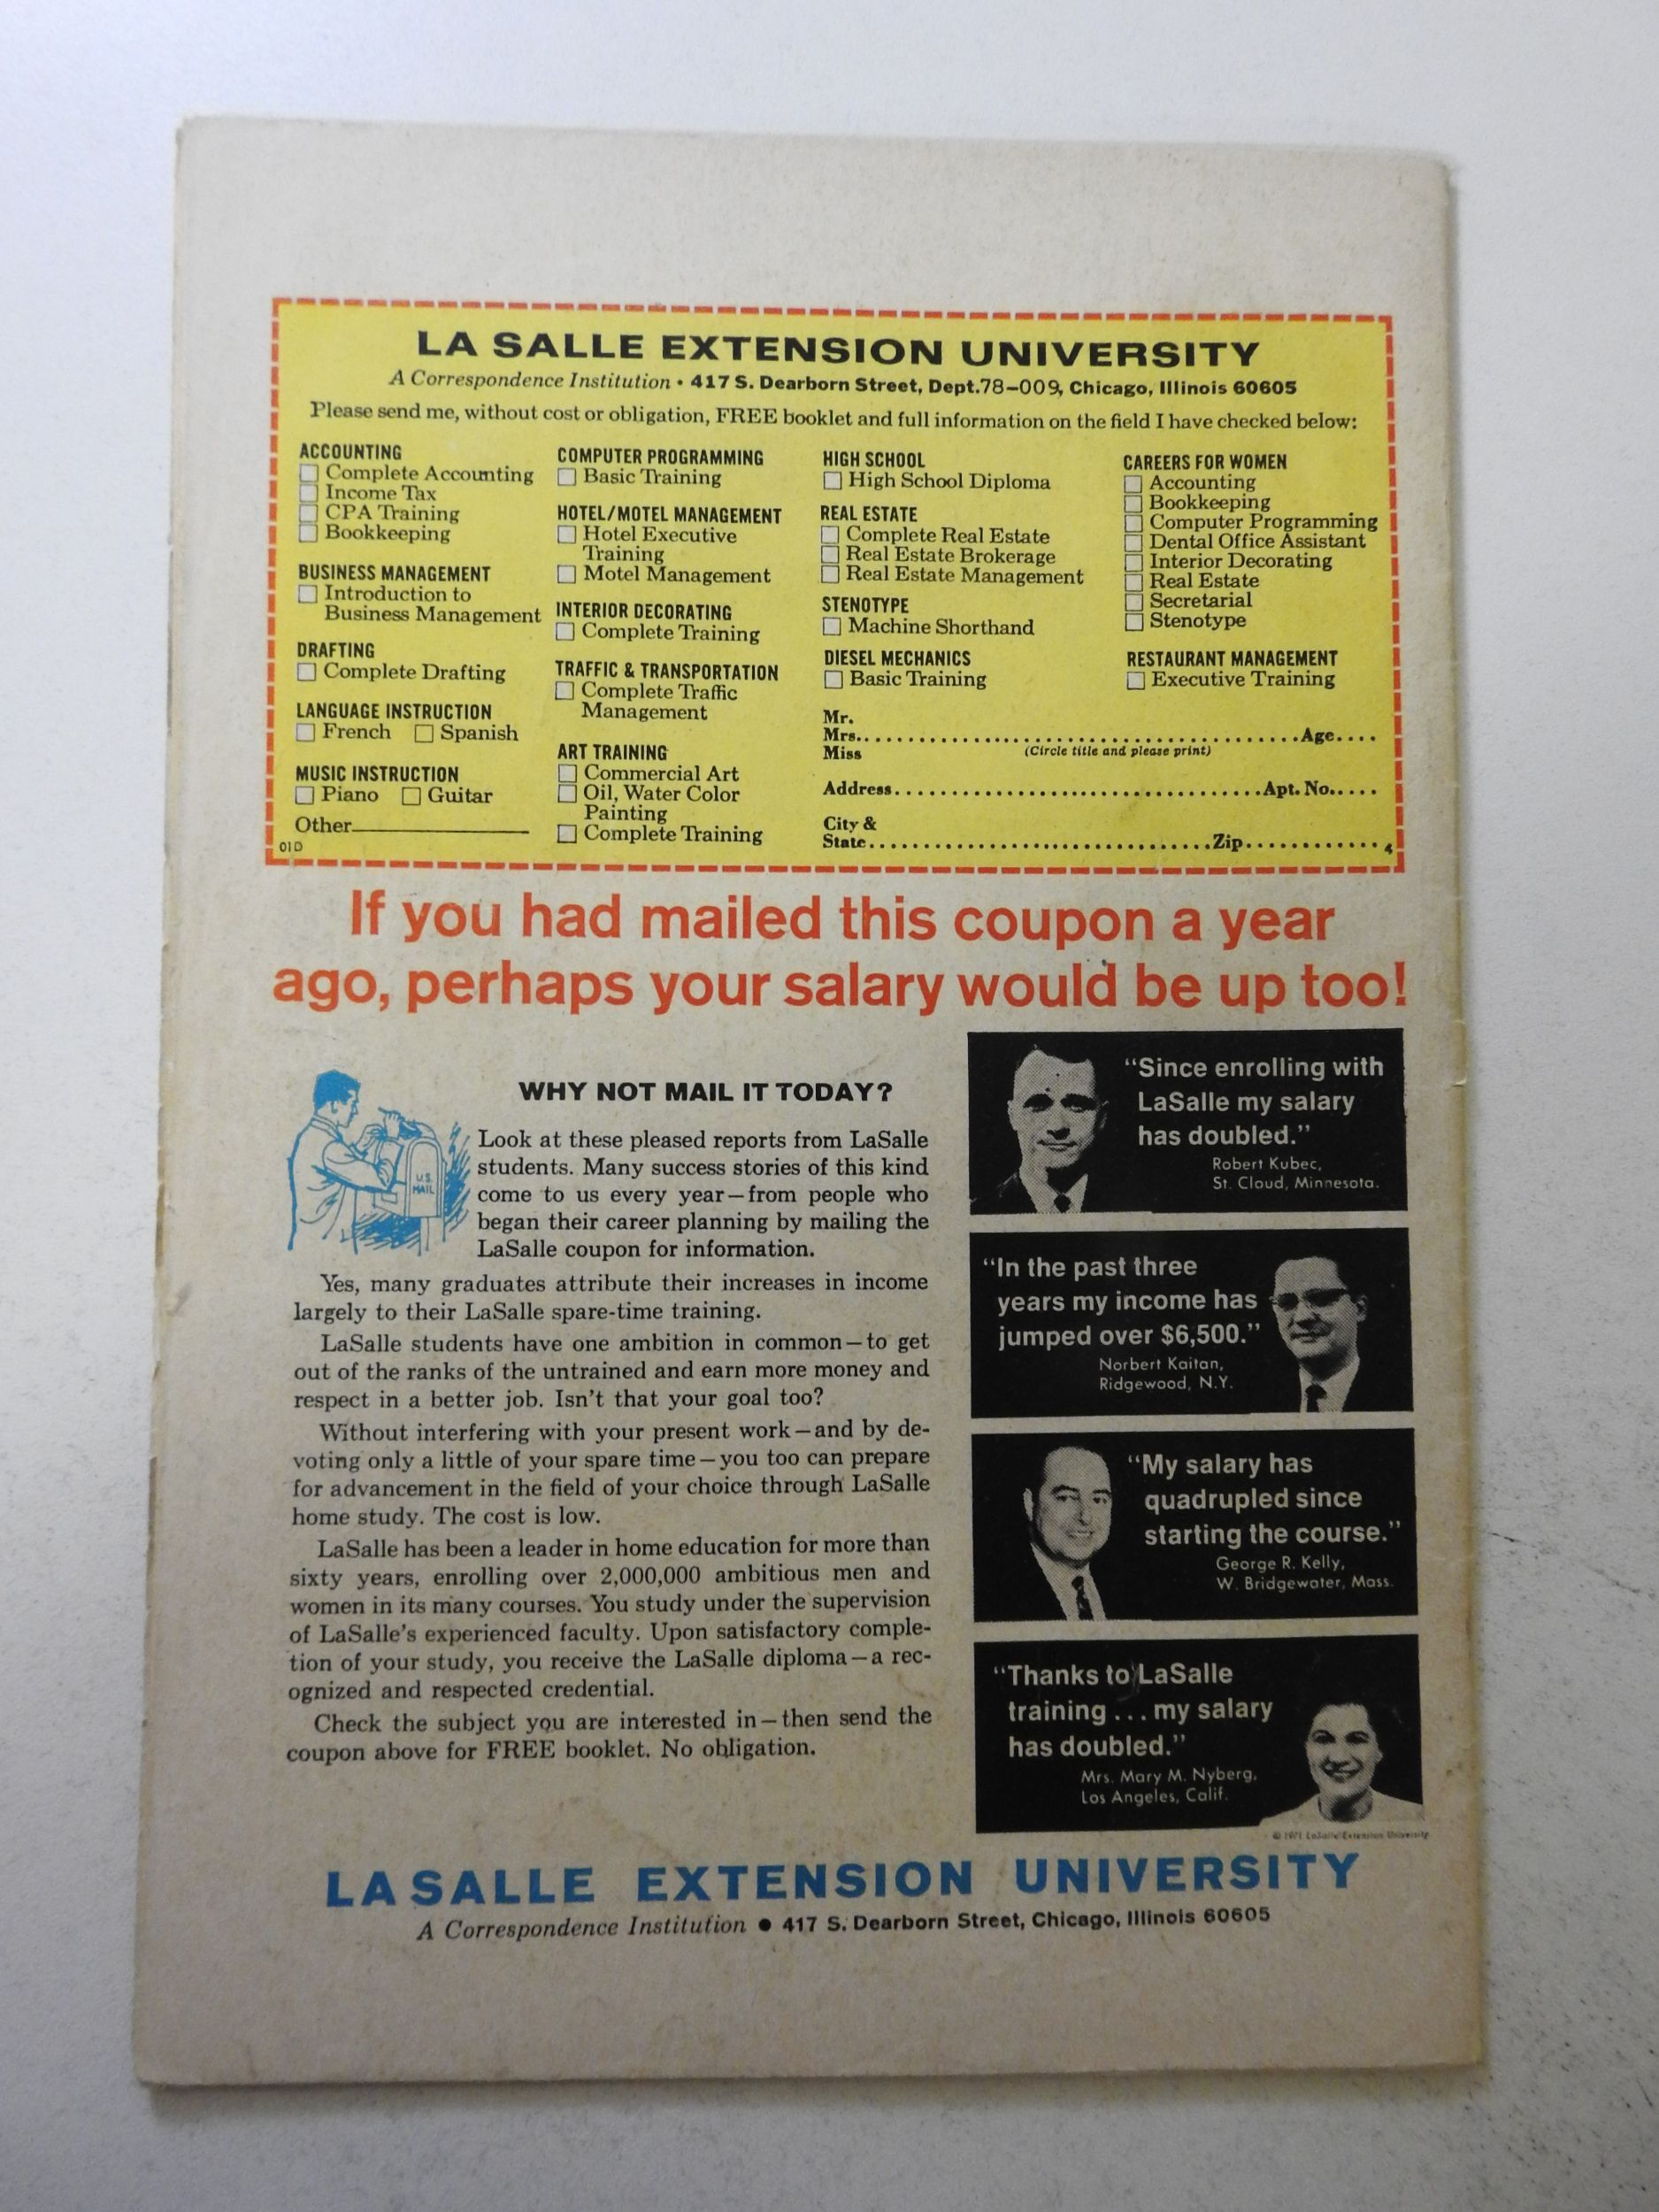 LA SALLE EXTENSION UNIVERSITY
A Correspondence Institution • 417 S. Dearborn Street, Dept. 78-009, Chicago, Illinois 60605
Please send me, without cost or obligation, FREE booklet and full information on the field I have checked below:
ACCOUNTING
Complete Accounting
Income Tax
CPA Training
Bookkeeping
BUSINESS MANAGEMENT
Introduction to
Business Management
DRAFTING
Complete Drafting
LANGUAGE INSTRUCTION
French Spanish
MUSIC INSTRUCTION
Piano Guitar
Other
01D
COMPUTER PROGRAMMING
Basic Training
HOTEL/MOTEL MANAGEMENT
Hotel Executive
Training
Motel Management
INTERIOR DECORATING
Complete Training
TRAFFIC & TRANSPORTATION
Complete Traffic
Management
ART TRAINING
Commercial Art
Oil, Water Color
Painting
Complete Training
HIGH SCHOOL
High School Diploma
REAL ESTATE
Complete Real Estate
Real Estate Brokerage
Real Estate Management
STENOTYPE
Machine Shorthand
DIESEL MECHANICS
Basic Training
CAREERS FOR WOMEN
Accounting
Bookkeeping
Computer Programming
Dental Office Assistant
Interior Decorating
Real Estate
Secretarial
Stenotype
RESTAURANT MANAGEMENT
Executive Training
Mr.
Mrs. Age
Miss (Circle title and please print)
Address Apt. No.
City &
State Zip
4
If you had mailed this coupon a year
ago, perhaps your salary would be up too!
U.S.
MAIL
WHY NOT MAIL IT TODAY?
Look at these pleased reports from LaSalle
students. Many success stories of this kind
come to us every year—from people who
began their career planning by mailing the
LaSalle coupon for information.
Yes, many graduates attribute their increases in income
largely to their LaSalle spare-time training.
LaSalle students have one ambition in common—to get
out of the ranks of the untrained and earn more money and
respect in a better job. Isn't that your goal too?
Without interfering with your present work—and by de-
voting only a little of your spare time—you too can prepare
for advancement in the field of your choice through LaSalle
home study. The cost is low.
LaSalle has been a leader in home education for more than
sixty years, enrolling over 2,000,000 ambitious men and
women in its many courses. You study under the supervision
of LaSalle's experienced faculty. Upon satisfactory comple-
tion of your study, you receive the LaSalle diploma—a rec-
ognized and respected credential.
Check the subject you are interested in—then send the
coupon above for FREE booklet. No obligation.
"Since enrolling with
LaSalle my salary
has doubled."
Robert Kubec,
St. Cloud, Minnesota.
"In the past three
years my income has
jumped over $6,500."
Norbert Kaitan,
Ridgewood, N.Y.
"My salary has
quadrupled since
starting the course."
George R. Kelly,
W. Bridgewater, Mass.
"Thanks to LaSalle
training ... my salary
has doubled."
Mrs. Mary M. Nyberg,
Los Angeles, Calif.
© 1971 LaSalle Extension University
LA SALLE EXTENSION UNIVERSITY
A Correspondence Institution • 417 S. Dearborn Street, Chicago, Illinois 60605